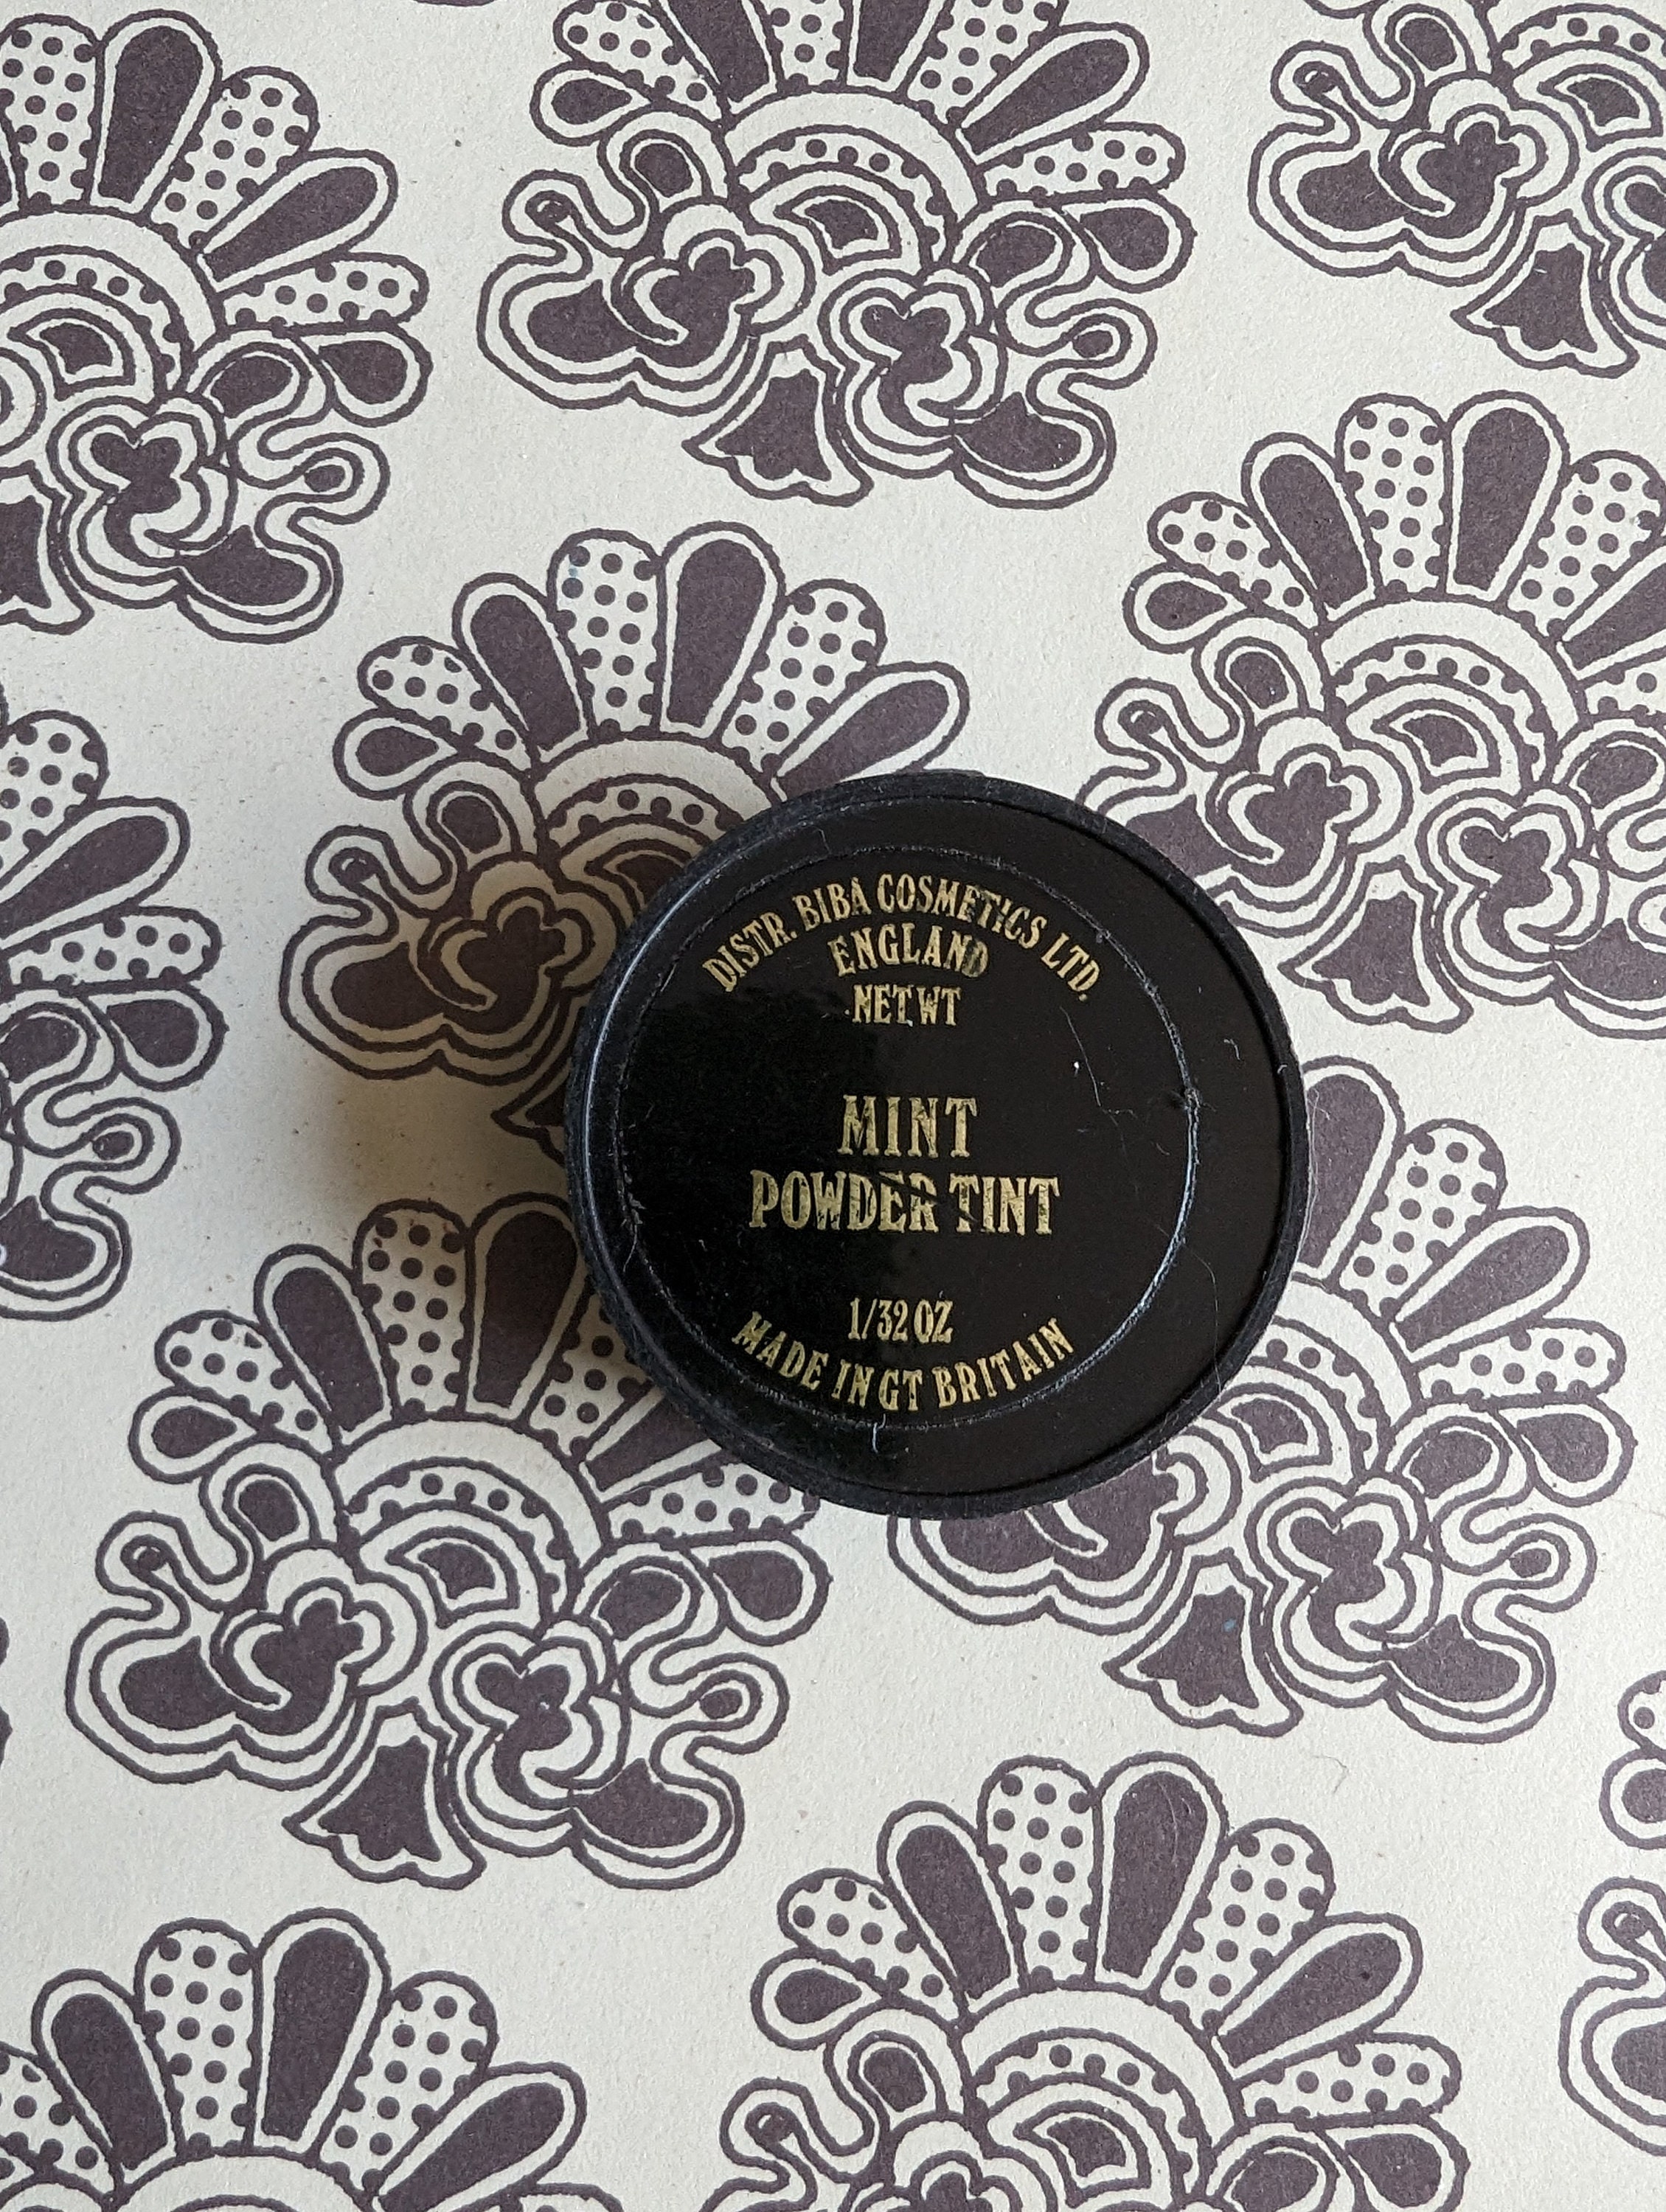 DISTR. BIBA COSMETICS LTD.
ENGLAND
NET WT
MINT
POWDER TINT
1/32 OZ
MADE IN GT BRITAIN